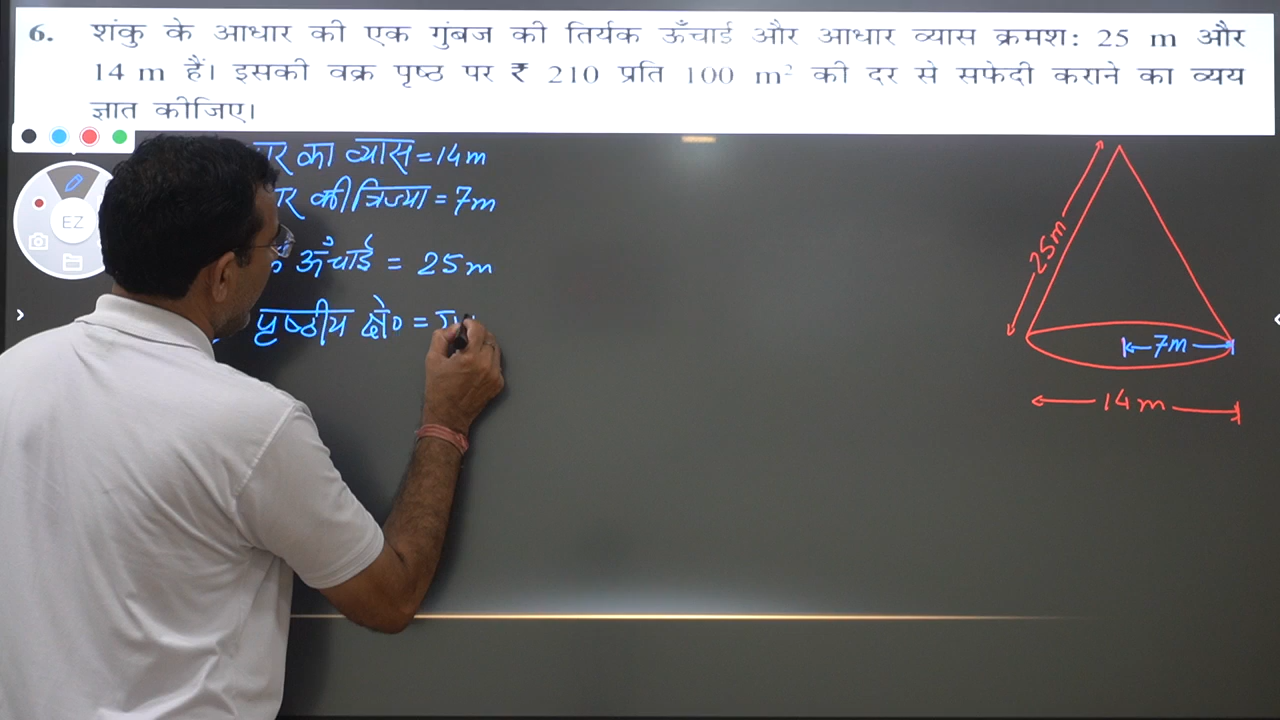 6. शंकु के आधार की एक गुंबज की तिर्यक ऊँचाई और आधार व्यास क्रमश: 25 m और
14 m हैं। इसकी वक्र पृष्ठ पर ₹ 210 प्रति 100 m² की दर से सफेदी कराने का व्यय
ज्ञात कीजिए।
EZ
का व्यास = 14m
की त्रिज्या = 7m
ऊँचाई = 25m
पृष्ठीय क्षे० =
25m
7m
14m